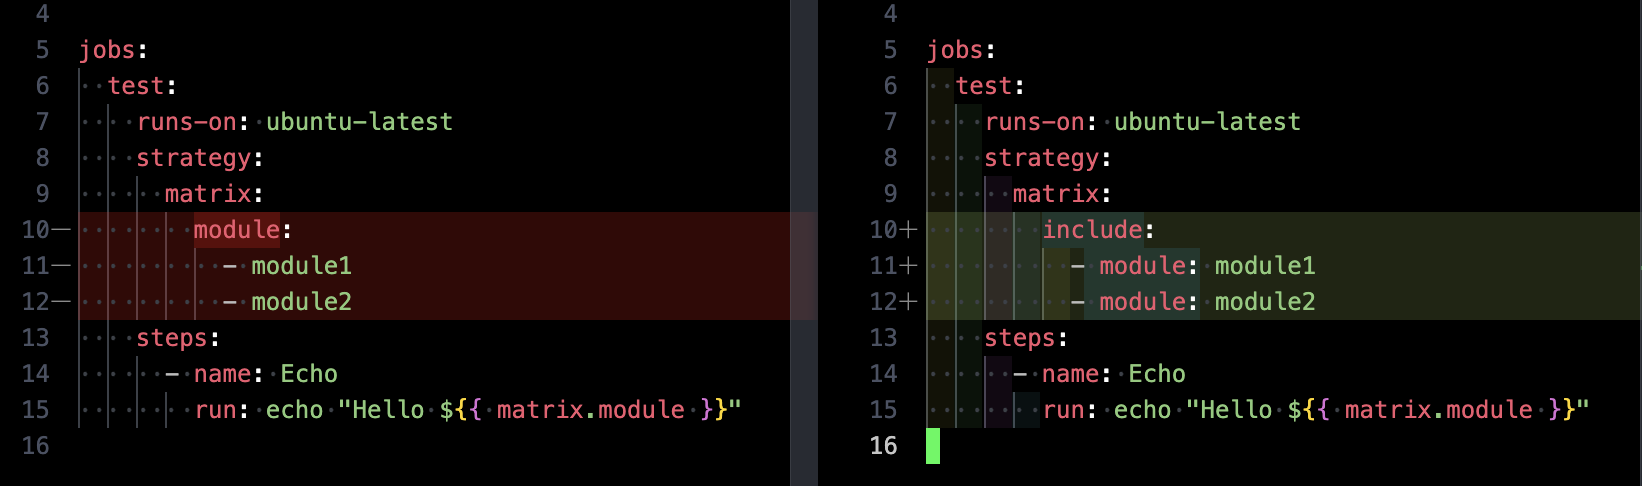 4
5 jobs:
6   test:
7     runs-on: ubuntu-latest
8     strategy:
9       matrix:
10—         module:
11—           - module1
12—           - module2
13     steps:
14       - name: Echo
15         run: echo "Hello ${{ matrix.module }}"
16
4
5 jobs:
6   test:
7     runs-on: ubuntu-latest
8     strategy:
9       matrix:
10+         include:
11+           - module: module1
12+           - module: module2
13     steps:
14       - name: Echo
15         run: echo "Hello ${{ matrix.module }}"
16